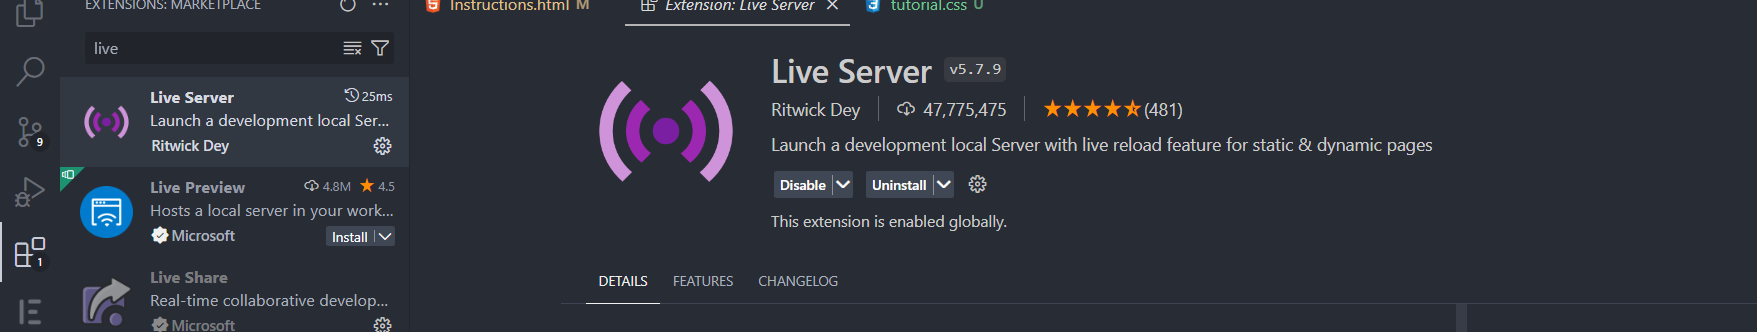 EXTENSIONS: MARKETPLACE
live
Live Server
25ms
Launch a development local Ser...
Ritwick Dey
Live Preview
4.8M
4.5
Hosts a local server in your work...
Microsoft
Install
Live Share
Real-time collaborative develop...
Microsoft
9
1
Instructions.html M
Extension: Live Server
tutorial.css U
Live Server v5.7.9
Ritwick Dey
47,775,475
(481)
Launch a development local Server with live reload feature for static & dynamic pages
Disable
Uninstall
This extension is enabled globally.
DETAILS
FEATURES
CHANGELOG